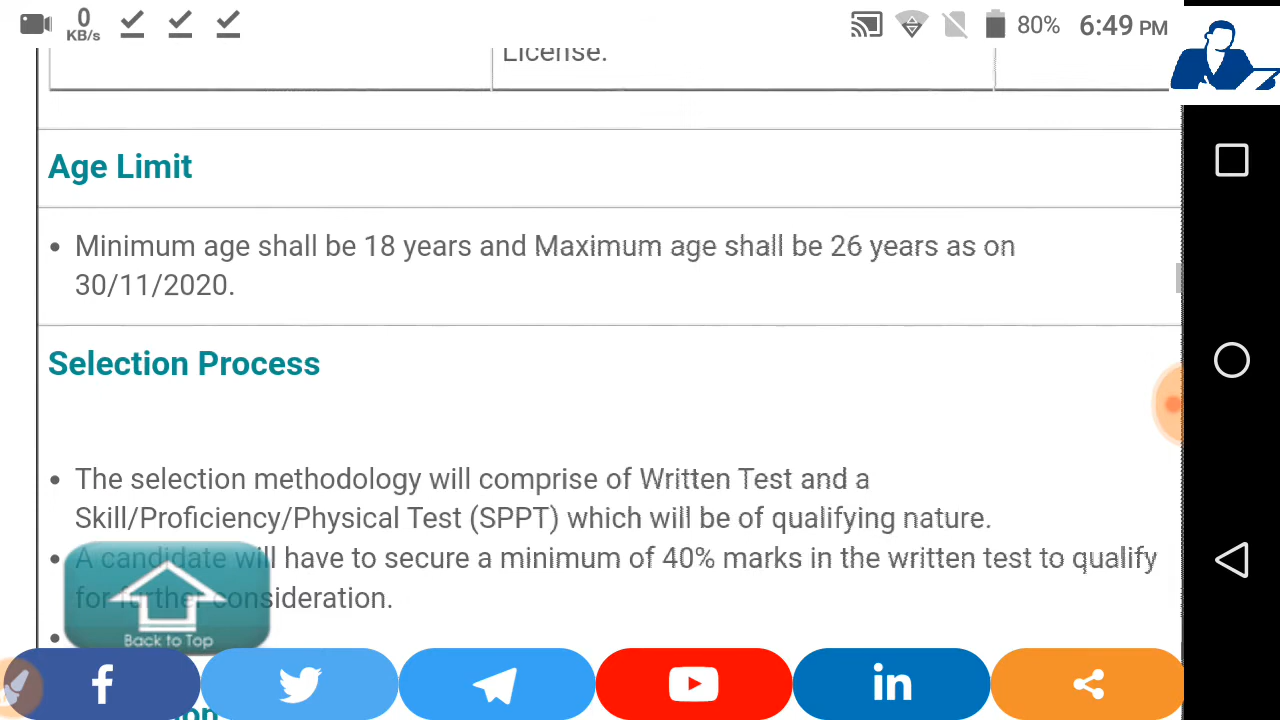 0
KB/s
80%
6:49 PM
License.
Age Limit
• Minimum age shall be 18 years and Maximum age shall be 26 years as on
30/11/2020.
Selection Process
• The selection methodology will comprise of Written Test and a
Skill/Proficiency/Physical Test (SPPT) which will be of qualifying nature.
• A candidate will have to secure a minimum of 40% marks in the written test to qualify
for further consideration.
•
Back to Top
f
in